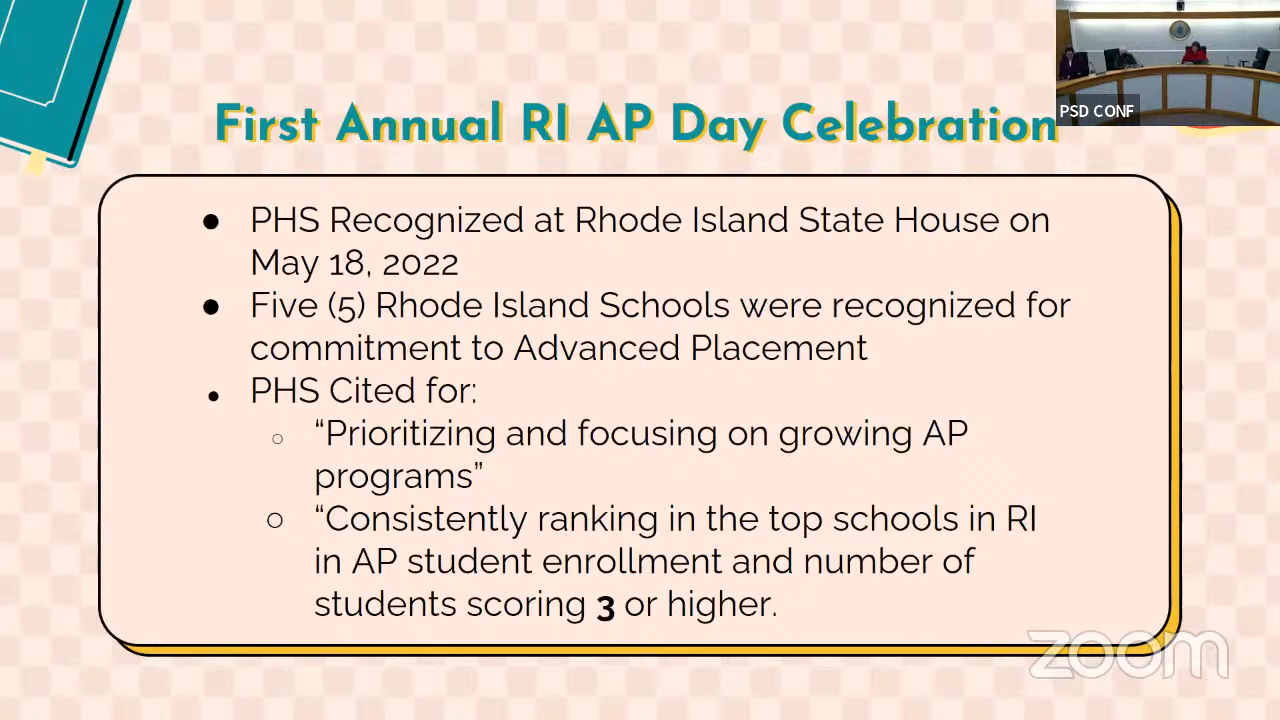 PSD CONF
First Annual RI AP Day Celebration
● PHS Recognized at Rhode Island State House on
May 18, 2022
● Five (5) Rhode Island Schools were recognized for
commitment to Advanced Placement
● PHS Cited for:
○ “Prioritizing and focusing on growing AP
programs”
○ “Consistently ranking in the top schools in RI
in AP student enrollment and number of
students scoring 3 or higher.
zoom